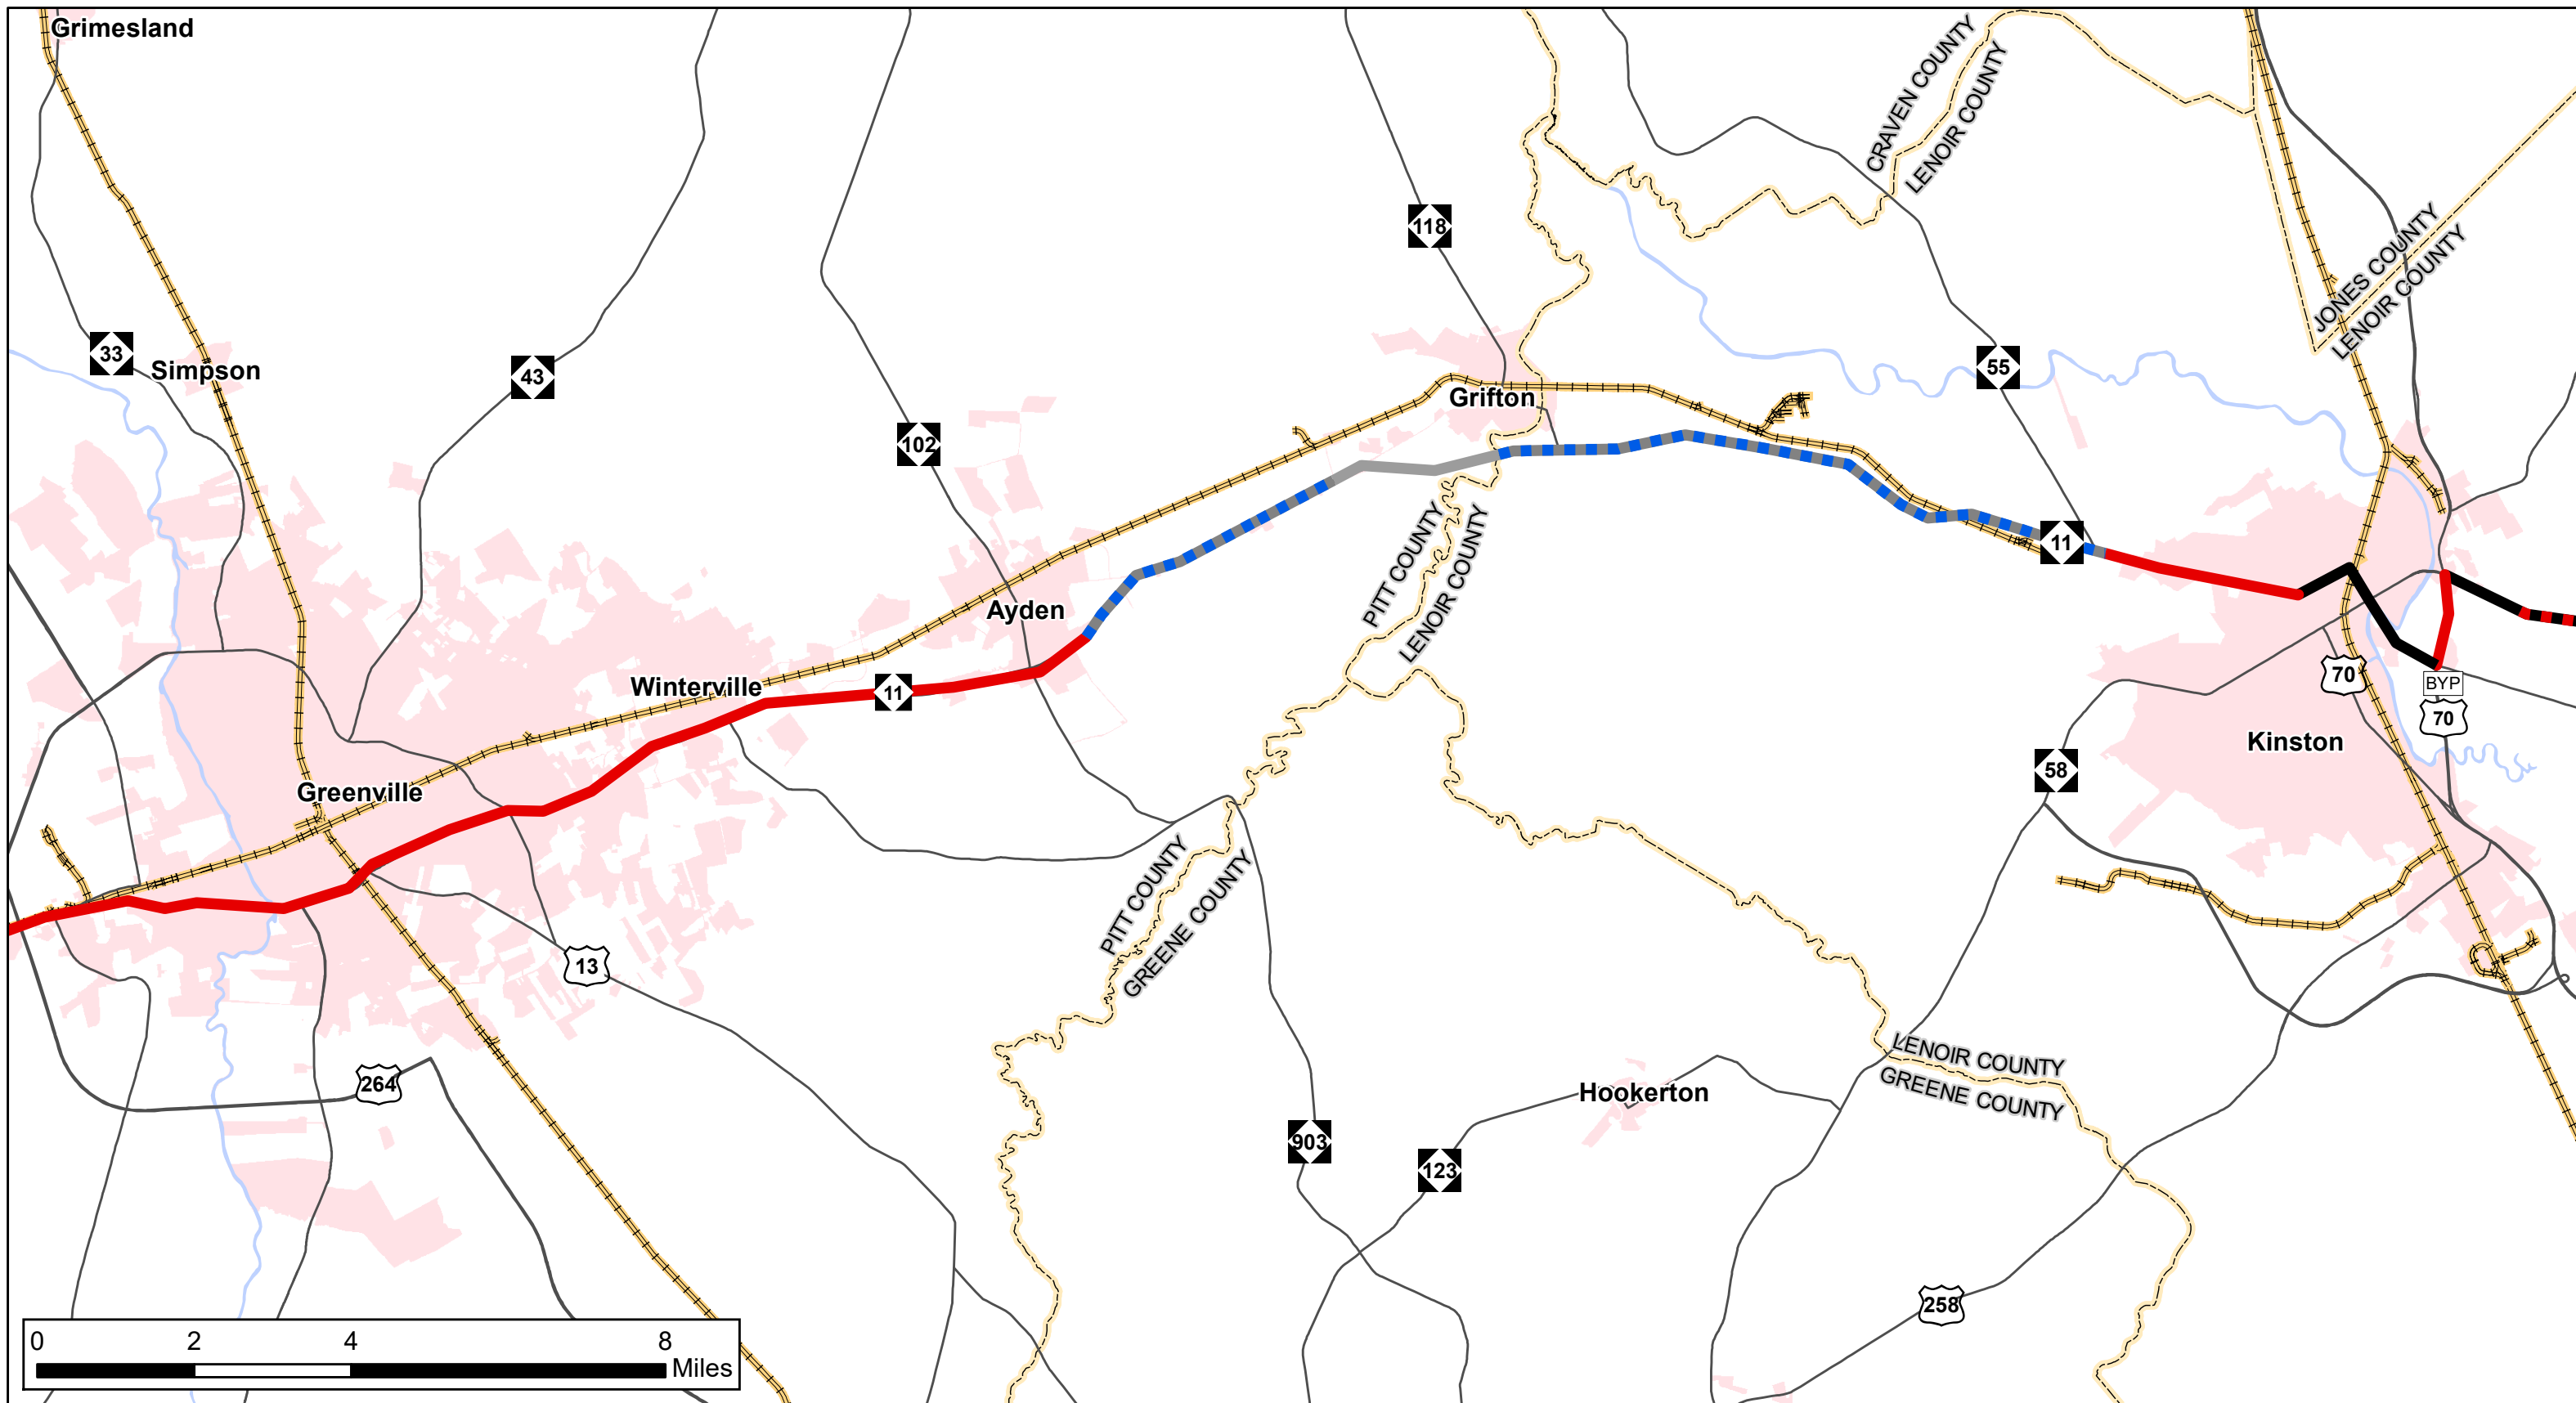 Grimesland
CRAVEN COUNTY
LENOIR COUNTY
118
JONES COUNTY
LENOIR COUNTY
33
Simpson
43
55
Grifton
102
11
PITT COUNTY
LENOIR COUNTY
Ayden
Winterville
11
70
BYP
70
Kinston
58
Greenville
PITT COUNTY
GREENE COUNTY
13
264
LENOIR COUNTY
GREENE COUNTY
Hookerton
903
123
258
0 2 4 8
Miles